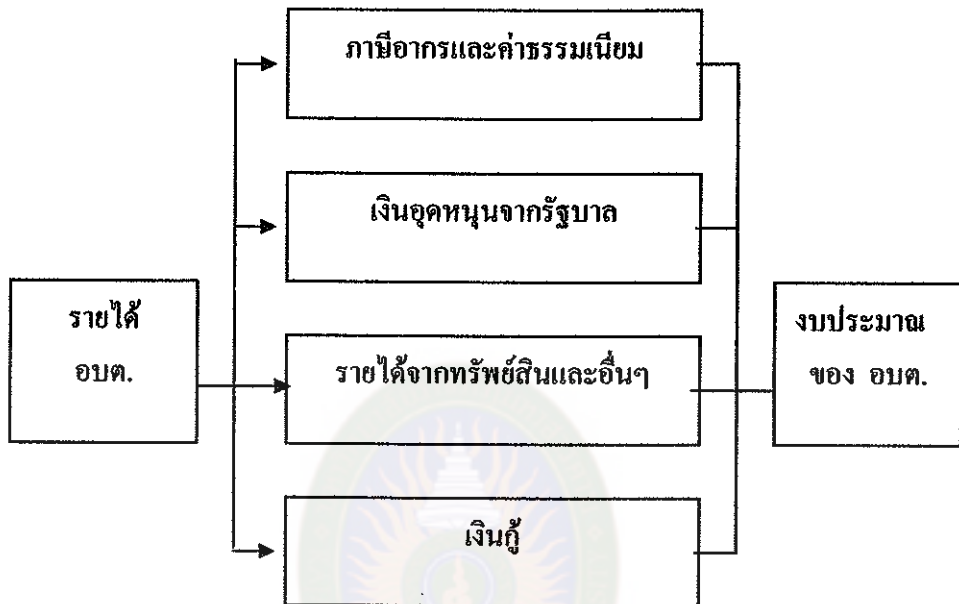 ภาษีอากรและค่าธรรมเนียม
เงินอุดหนุนจากรัฐบาล
รายได้
อบต.
รายได้จากทรัพย์สินและอื่นๆ
งบประมาณ
ของ อบต.
เงินกู้